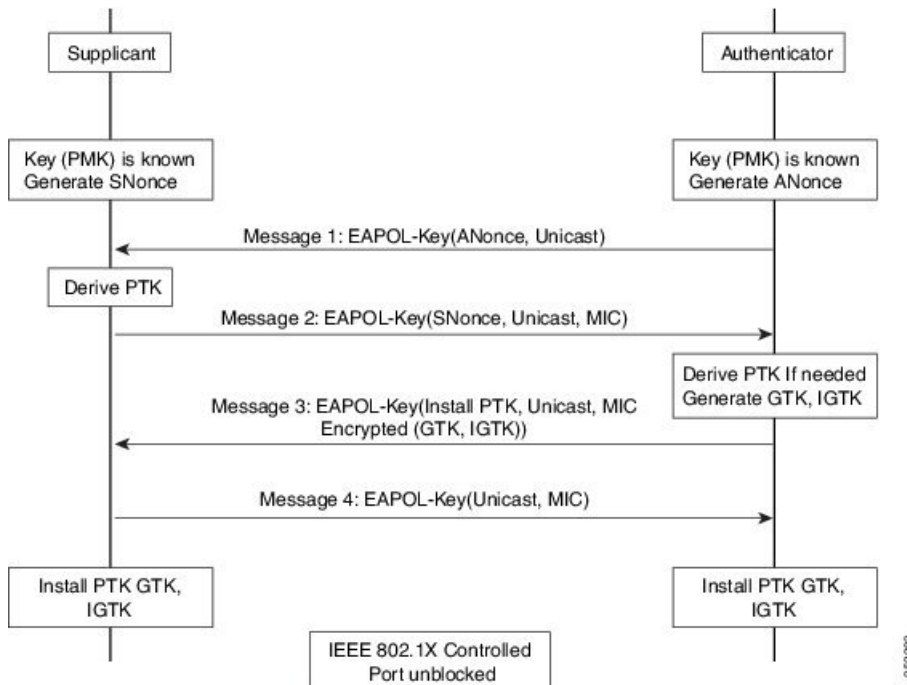 Supplicant
Authenticator
Key (PMK) is known
Generate SNonce
Key (PMK) is known
Generate ANonce
Message 1: EAPOL-Key(ANonce, Unicast)
Derive PTK
Message 2: EAPOL-Key(SNonce, Unicast, MIC)
Derive PTK If needed
Generate GTK, IGTK
Message 3: EAPOL-Key(Install PTK, Unicast, MIC
Encrypted (GTK, IGTK))
Message 4: EAPOL-Key(Unicast, MIC)
Install PTK GTK,
IGTK
Install PTK GTK,
IGTK
IEEE 802.1X Controlled
Port unblocked